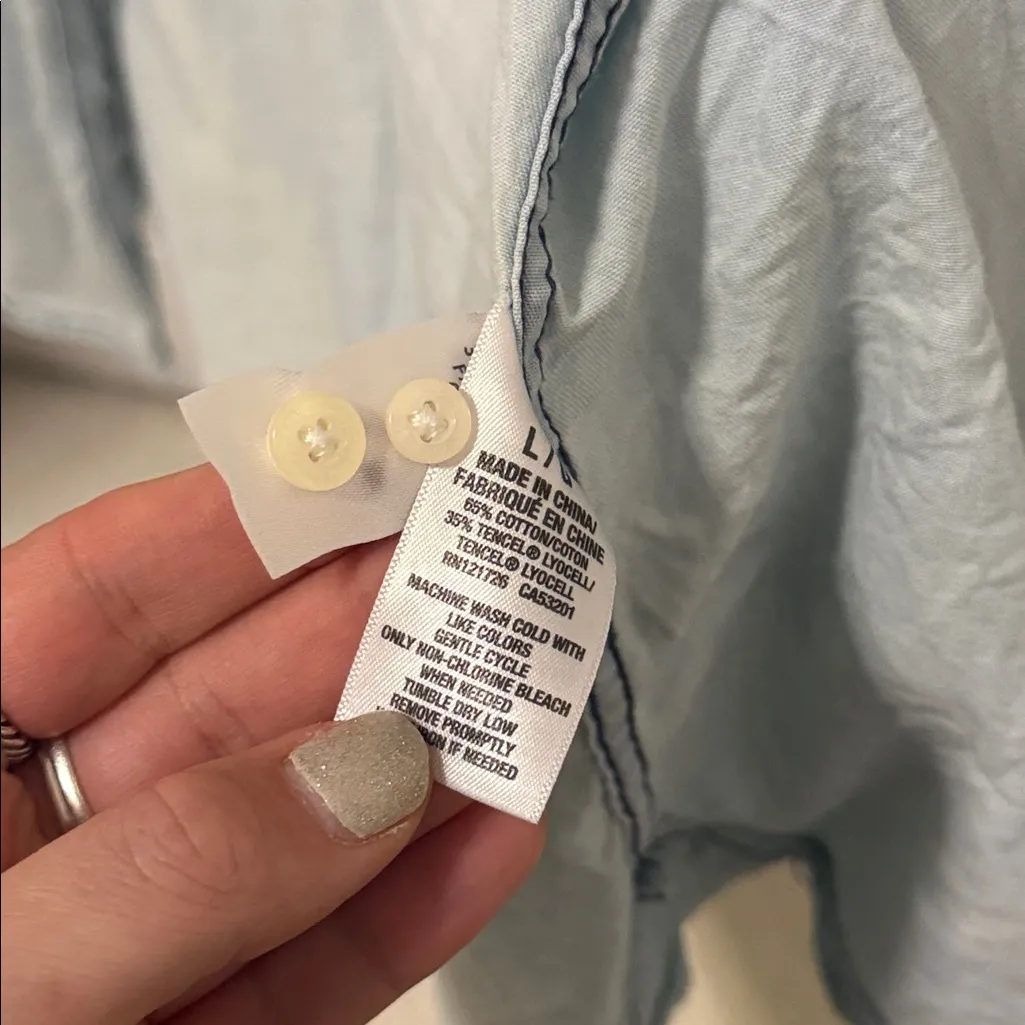 L /
MADE IN CHINA/
FABRIQUÉ EN CHINE
65% COTTON/COTON
35% TENCEL® LYOCELL/
TENCEL® LYOCELL
RN121726 CA53201
MACHINE WASH COLD WITH
LIKE COLORS
GENTLE CYCLE
ONLY NON-CHLORINE BLEACH
WHEN NEEDED
TUMBLE DRY LOW
REMOVE PROMPTLY
IF NEEDED